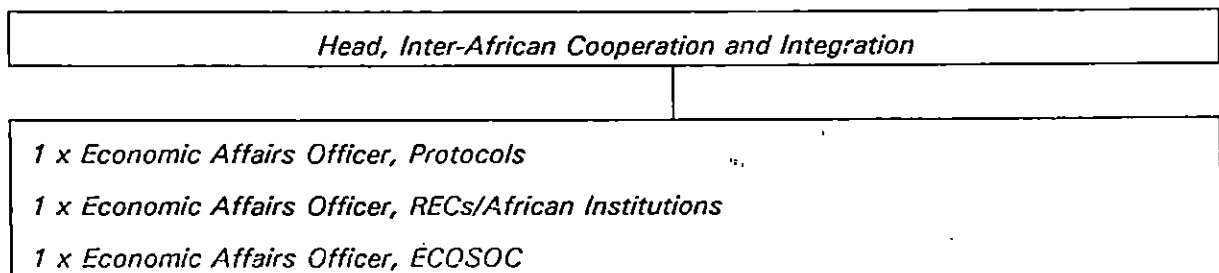 Head, Inter-African Cooperation and Integration
1 x Economic Affairs Officer, Protocols
1 x Economic Affairs Officer, RECs/African Institutions
1 x Economic Affairs Officer, ECOSOC